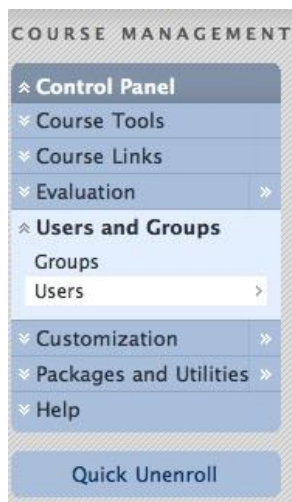 COURSE MANAGEMENT
Control Panel
Course Tools
Course Links
Evaluation
Users and Groups
Groups
Users
Customization
Packages and Utilities
Help
Quick Unenroll